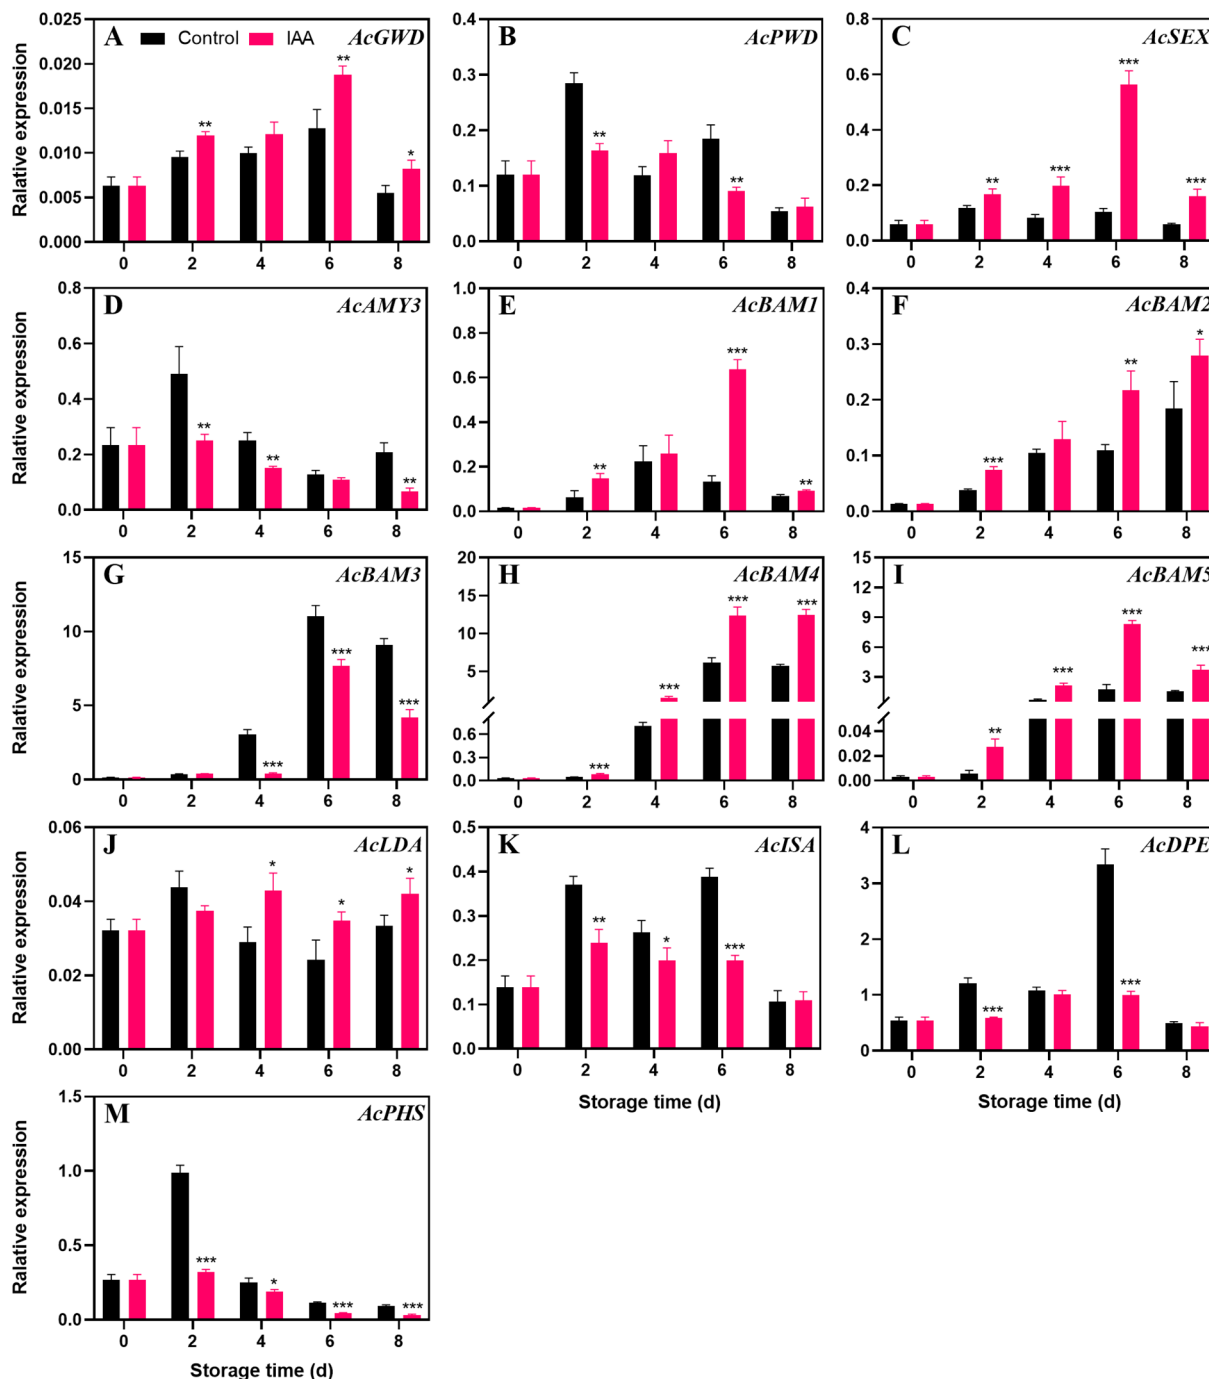 Ralative expression
A
Control
IAA
AcGWD
0.025
0.020
0.015
0.010
0.005
0.000
** ** *
0 2 4 6 8
B
AcPWD
0.4
0.3
0.2
0.1
0.0
** **
0 2 4 6 8
C
AcSEX
0.8
0.6
0.4
0.2
0.0
** *** *** ***
0 2 4 6 8
Ralative expression
D
AcAMY3
0.8
0.6
0.4
0.2
0.0
** ** **
0 2 4 6 8
E
AcBAM1
1.0
0.8
0.6
0.4
0.2
0.0
** *** **
0 2 4 6 8
F
AcBAM2
0.4
0.3
0.2
0.1
0.0
*** ** *
0 2 4 6 8
Ralative expression
G
AcBAM3
15
10
5
0
*** *** ***
0 2 4 6 8
H
AcBAM4
20
15
10
5
0.6
0.4
0.2
0.0
*** *** *** ***
0 2 4 6 8
I
AcBAM5
15
12
9
6
3
0.04
0.02
0.00
** *** *** ***
0 2 4 6 8
Ralative expression
J
AcLDA
0.06
0.04
0.02
0.00
* * *
0 2 4 6 8
K
AcISA
0.5
0.4
0.3
0.2
0.1
0.0
** * ***
0 2 4 6 8
Storage time (d)
L
AcDPE
4
3
2
1
0
*** ***
0 2 4 6 8
Storage time (d)
Ralative expression
M
AcPHS
1.5
1.0
0.5
0.0
*** * *** ***
0 2 4 6 8
Storage time (d)